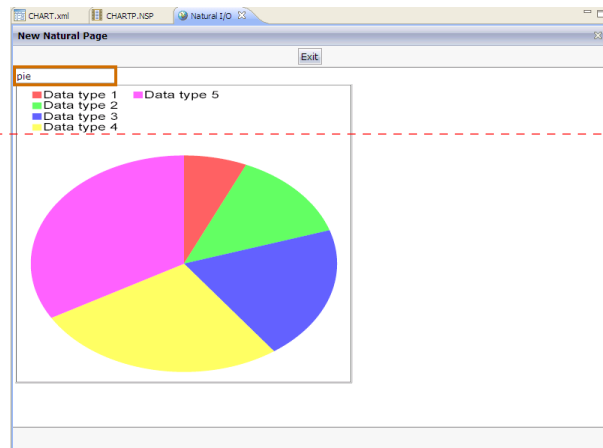 CHART.xml CHARTP.NSP Natural I/O
New Natural Page
Exit
pie
Data type 1 Data type 5
Data type 2
Data type 3
Data type 4